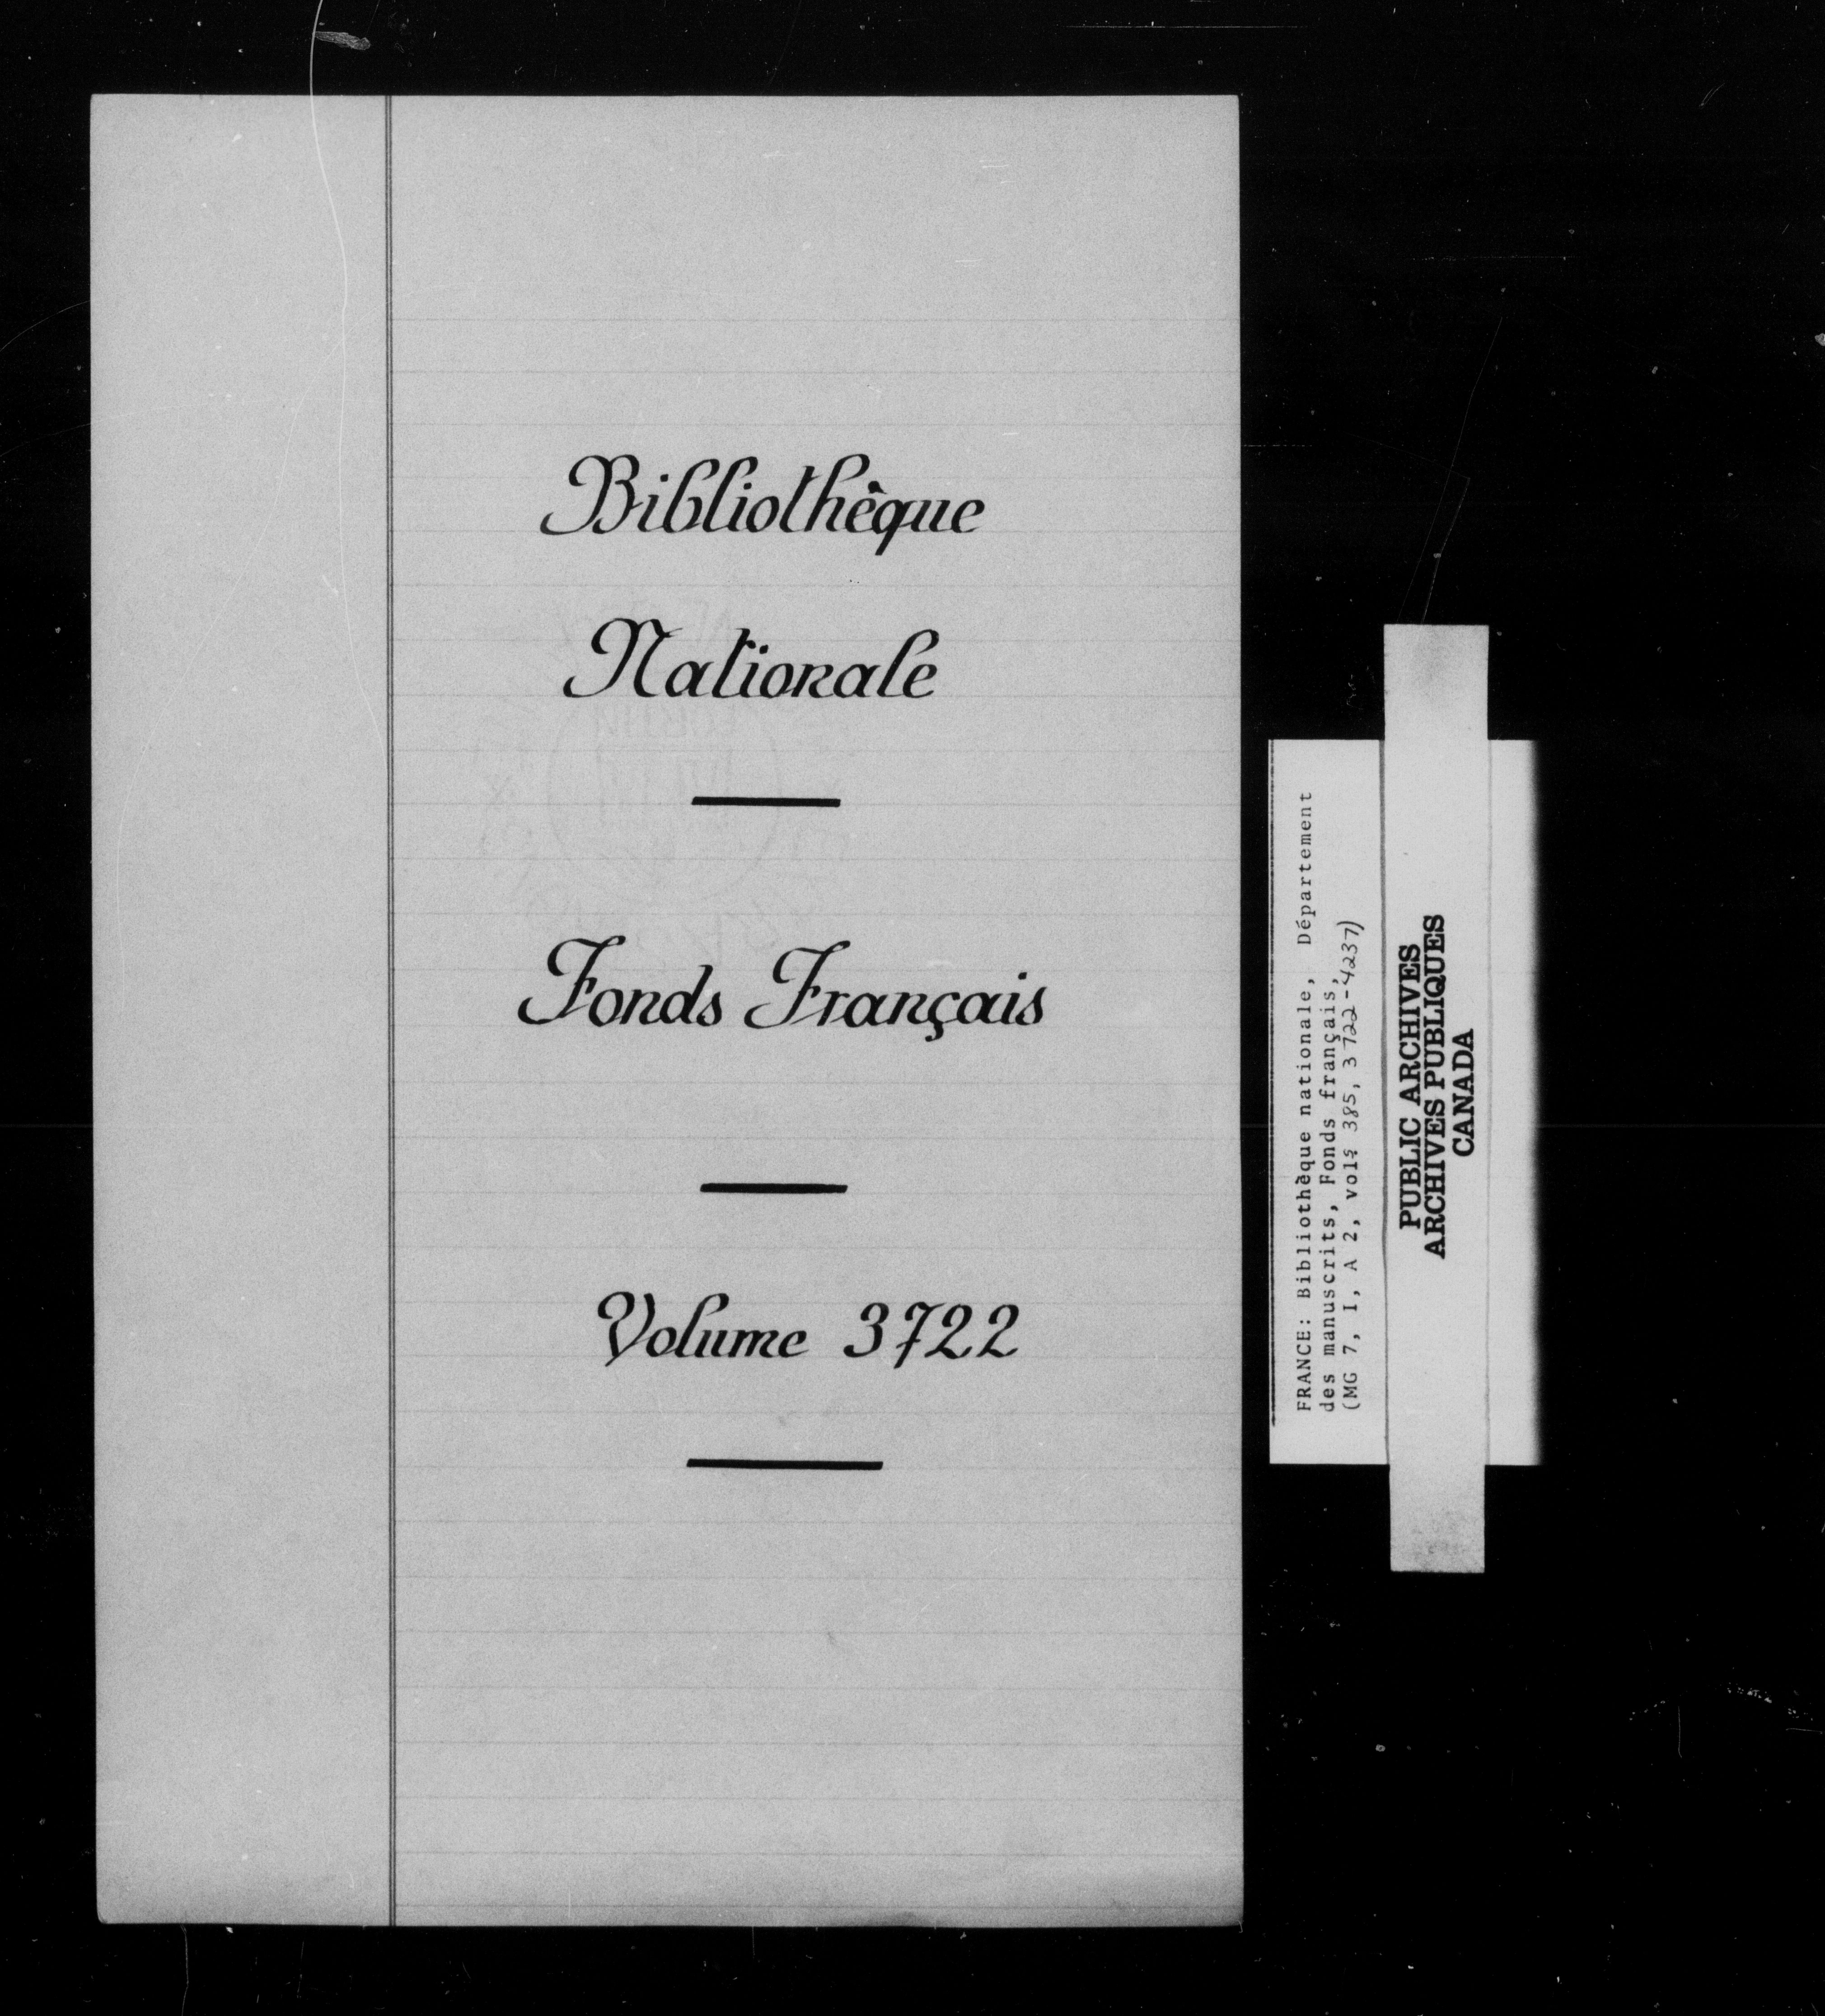 Bibliothèque
Nationale
Fonds Français
Volume 3722
FRANCE: Bibliothèque nationale, Département
des manuscrits, Fonds français,
(MG 7, I, A 2, vols 385, 3722-4237)
PUBLIC ARCHIVES
ARCHIVES PUBLIQUES
CANADA